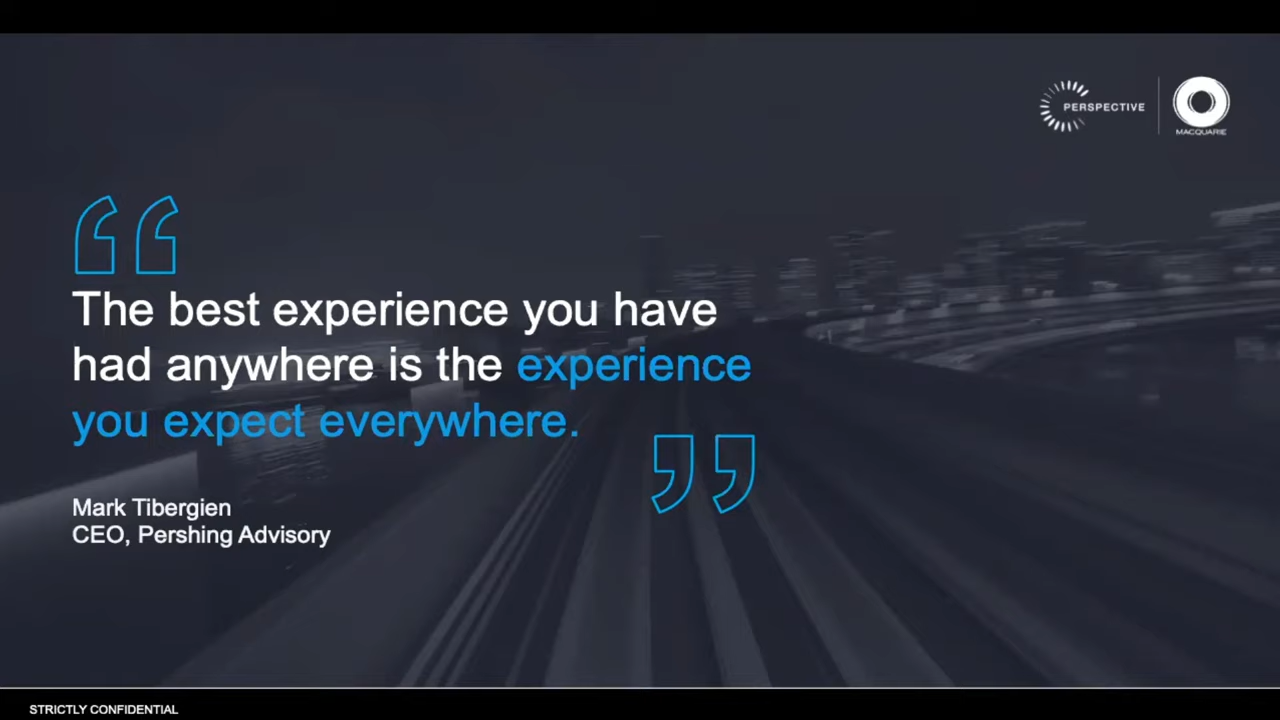 PERSPECTIVE
MACQUARIE
“
The best experience you have
had anywhere is the experience
you expect everywhere.
”
Mark Tibergien
CEO, Pershing Advisory
STRICTLY CONFIDENTIAL